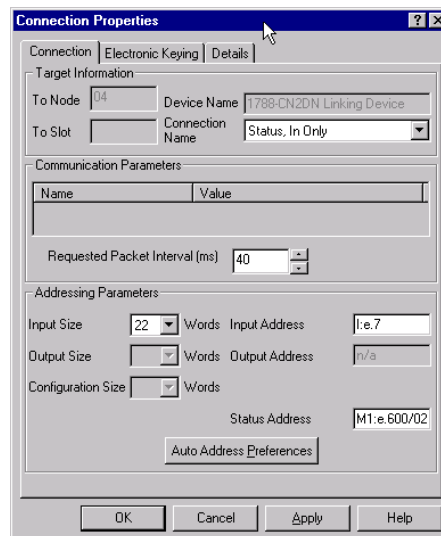 Connection Properties
Connection Electronic Keying Details
Target Information
To Node 04 Device Name 1788-CN2DN Linking Device
To Slot Connection Name Status, In Only
Communication Parameters
Name Value
Requested Packet Interval (ms) 40
Addressing Parameters
Input Size 22 Words Input Address I:e.7
Output Size Words Output Address n/a
Configuration Size Words
Status Address M1:e.600/02
Auto Address Preferences
OK Cancel Apply Help